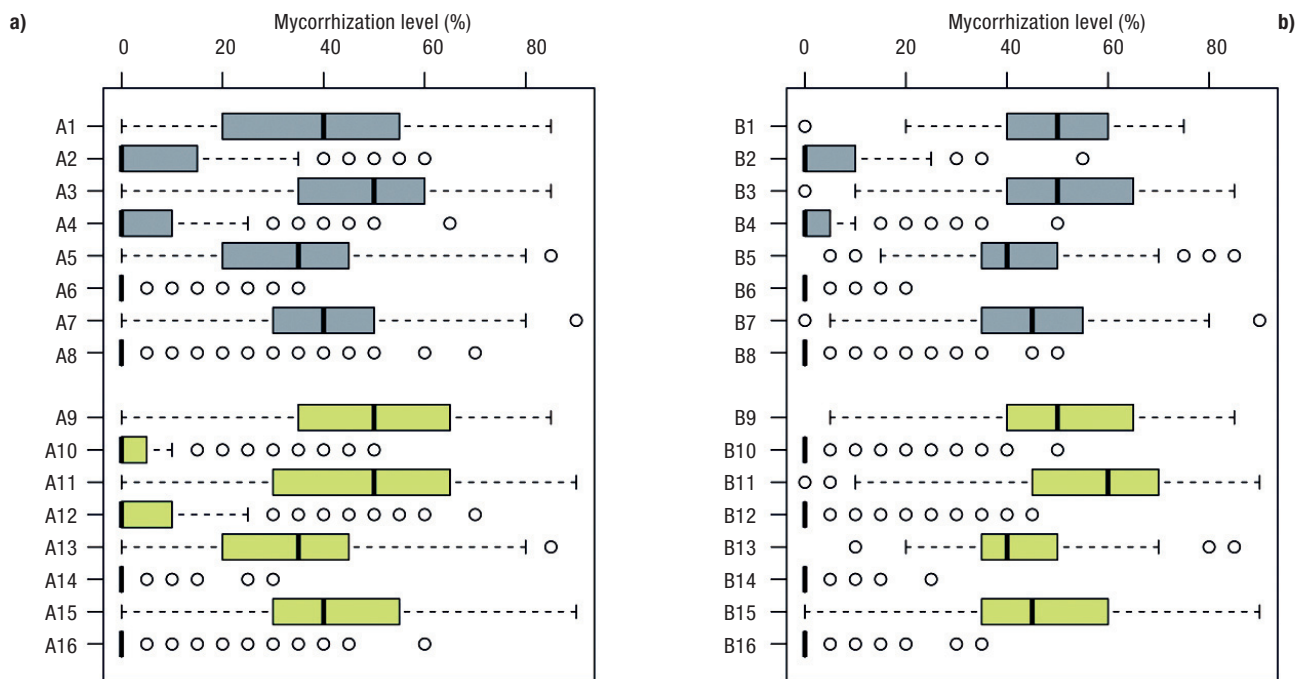 a)
Mycorrhization level (%)
0 20 40 60 80
A1
A2
A3
A4
A5
A6
A7
A8
A9
A10
A11
A12
A13
A14
A15
A16
Mycorrhization level (%)
b)
0 20 40 60 80
B1
B2
B3
B4
B5
B6
B7
B8
B9
B10
B11
B12
B13
B14
B15
B16